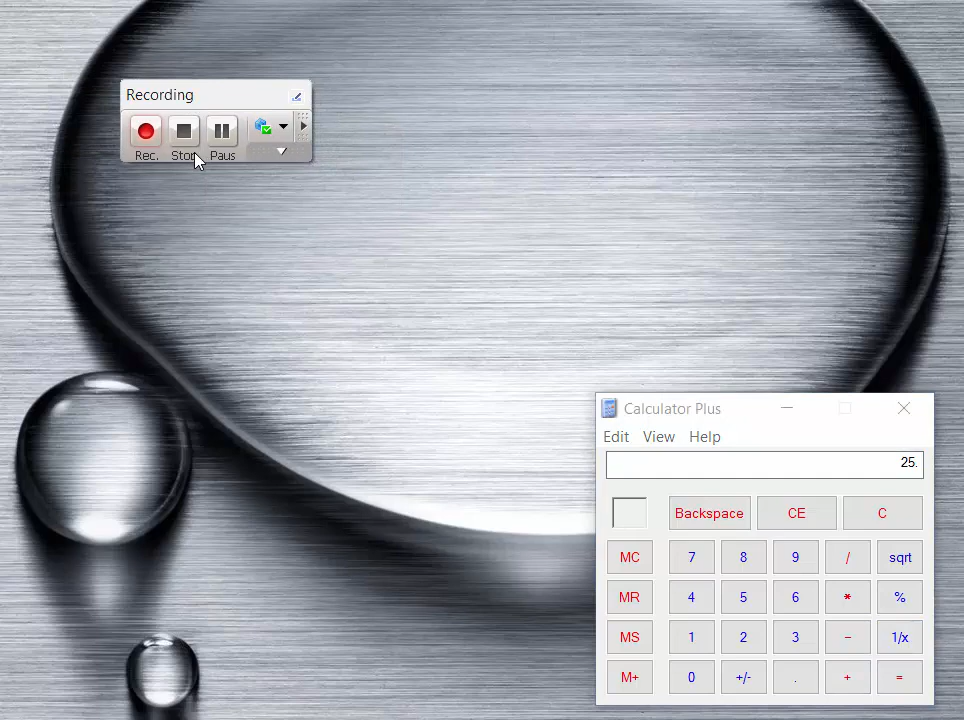 Recording
Rec. Stop Paus
Calculator Plus
Edit View Help
25.
Backspace CE C
MC 7 8 9 / sqrt
MR 4 5 6 * %
MS 1 2 3 - 1/x
M+ 0 +/- . + =